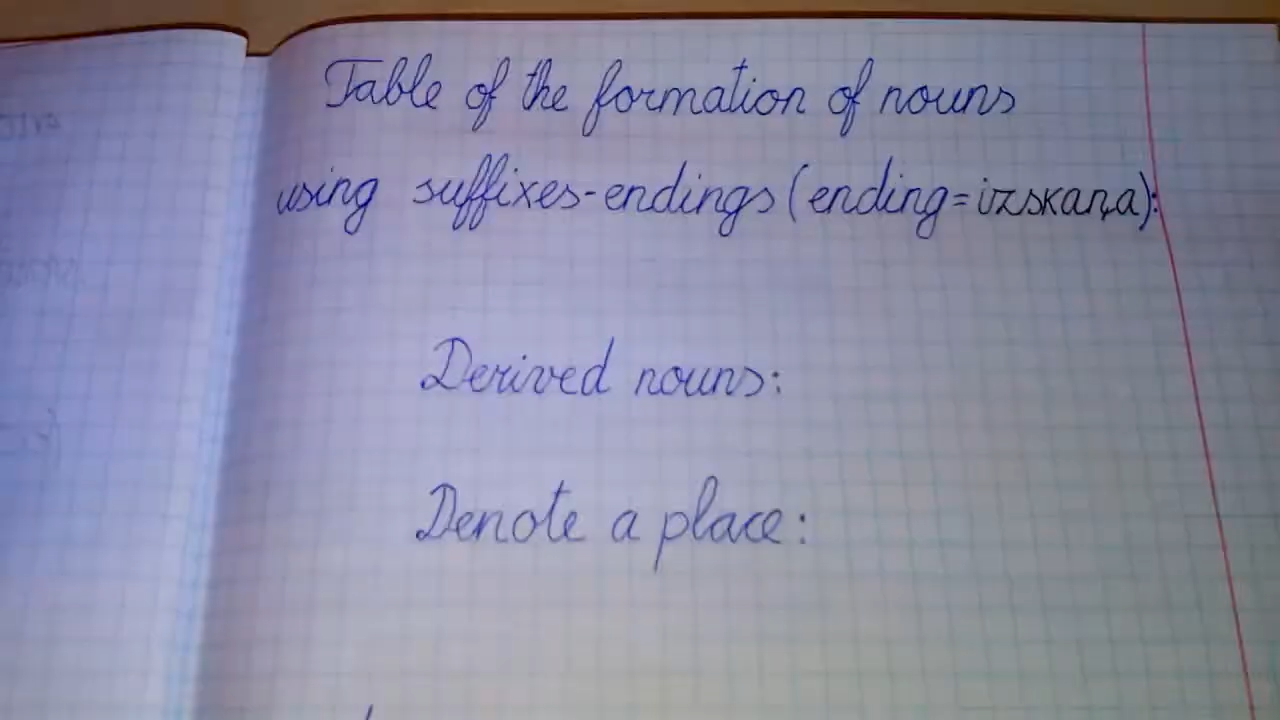 Table of the formation of nouns
using suffixes-endings (ending=izskaņa):
Derived nouns:
Denote a place: